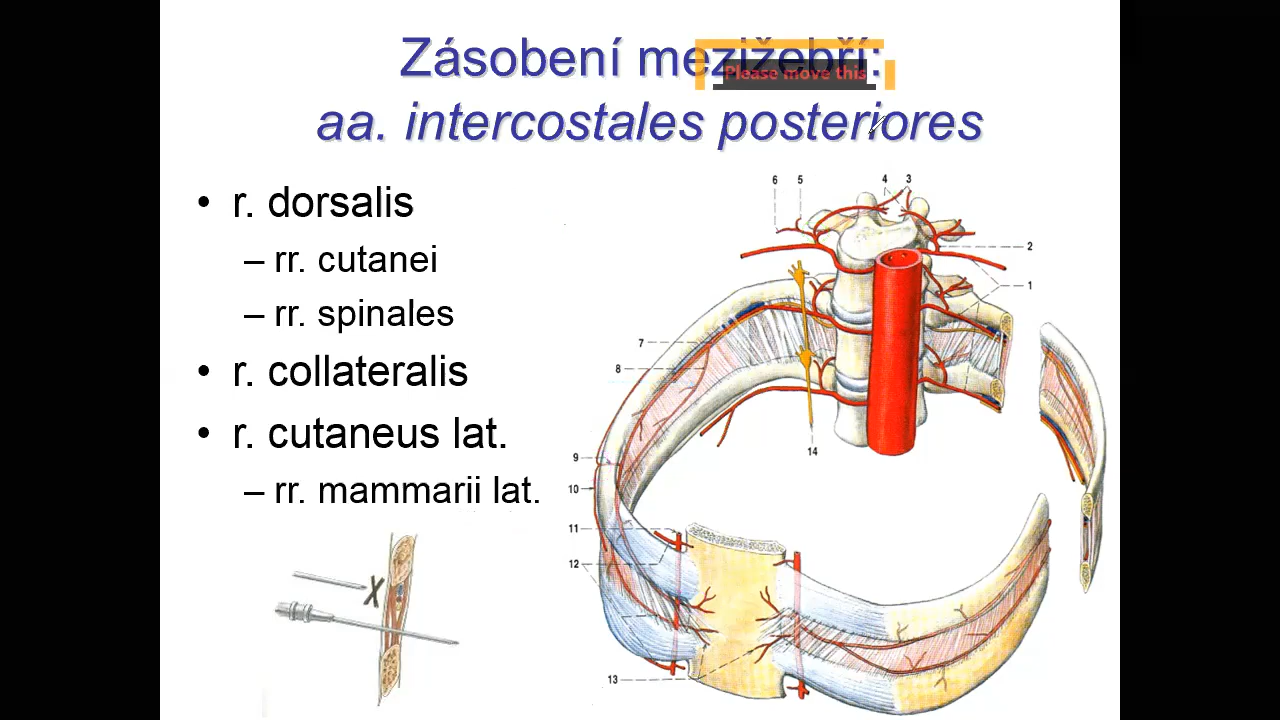 Zásobení mezižebří:
Please move this
aa. intercostales posteriores
• r. dorsalis
– rr. cutanei
– rr. spinales
• r. collateralis
• r. cutaneus lat.
– rr. mammarii lat.
6 5 4 3
2
1
7
8
14
9
10
11
12
13
X